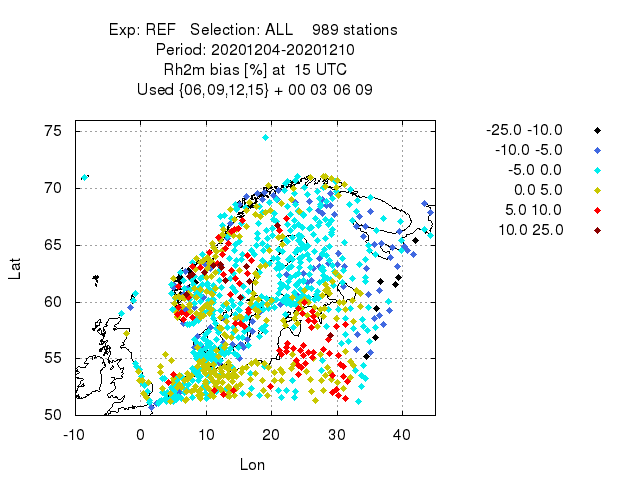 Exp: REF Selection: ALL 989 stations
Period: 20201204-20201210
Rh2m bias [%] at 15 UTC
Used {06,09,12,15} + 00 03 06 09
-25.0 -10.0
-10.0 -5.0
-5.0 0.0
0.0 5.0
5.0 10.0
10.0 25.0
Lat
75
70
65
60
55
50
-10 0 10 20 30 40
Lon